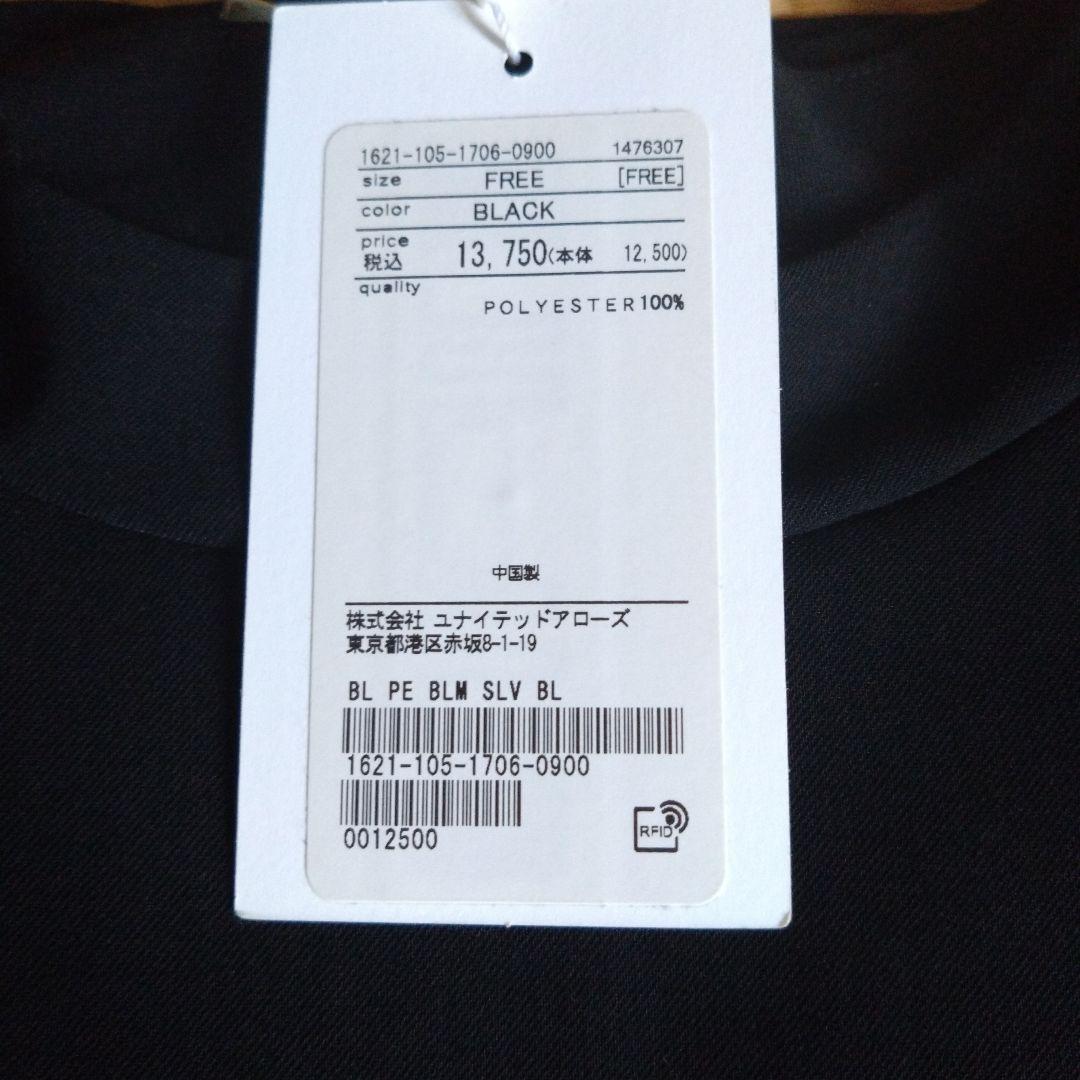 1621-105-1706-0900 1476307
size FREE [FREE]
color BLACK
price
税込 13,750(本体 12,500)
quality
POLYESTER100%
中国製
株式会社 ユナイテッドアローズ
東京都港区赤坂8-1-19
BL PE BLM SLV BL
1621-105-1706-0900
0012500
RFID